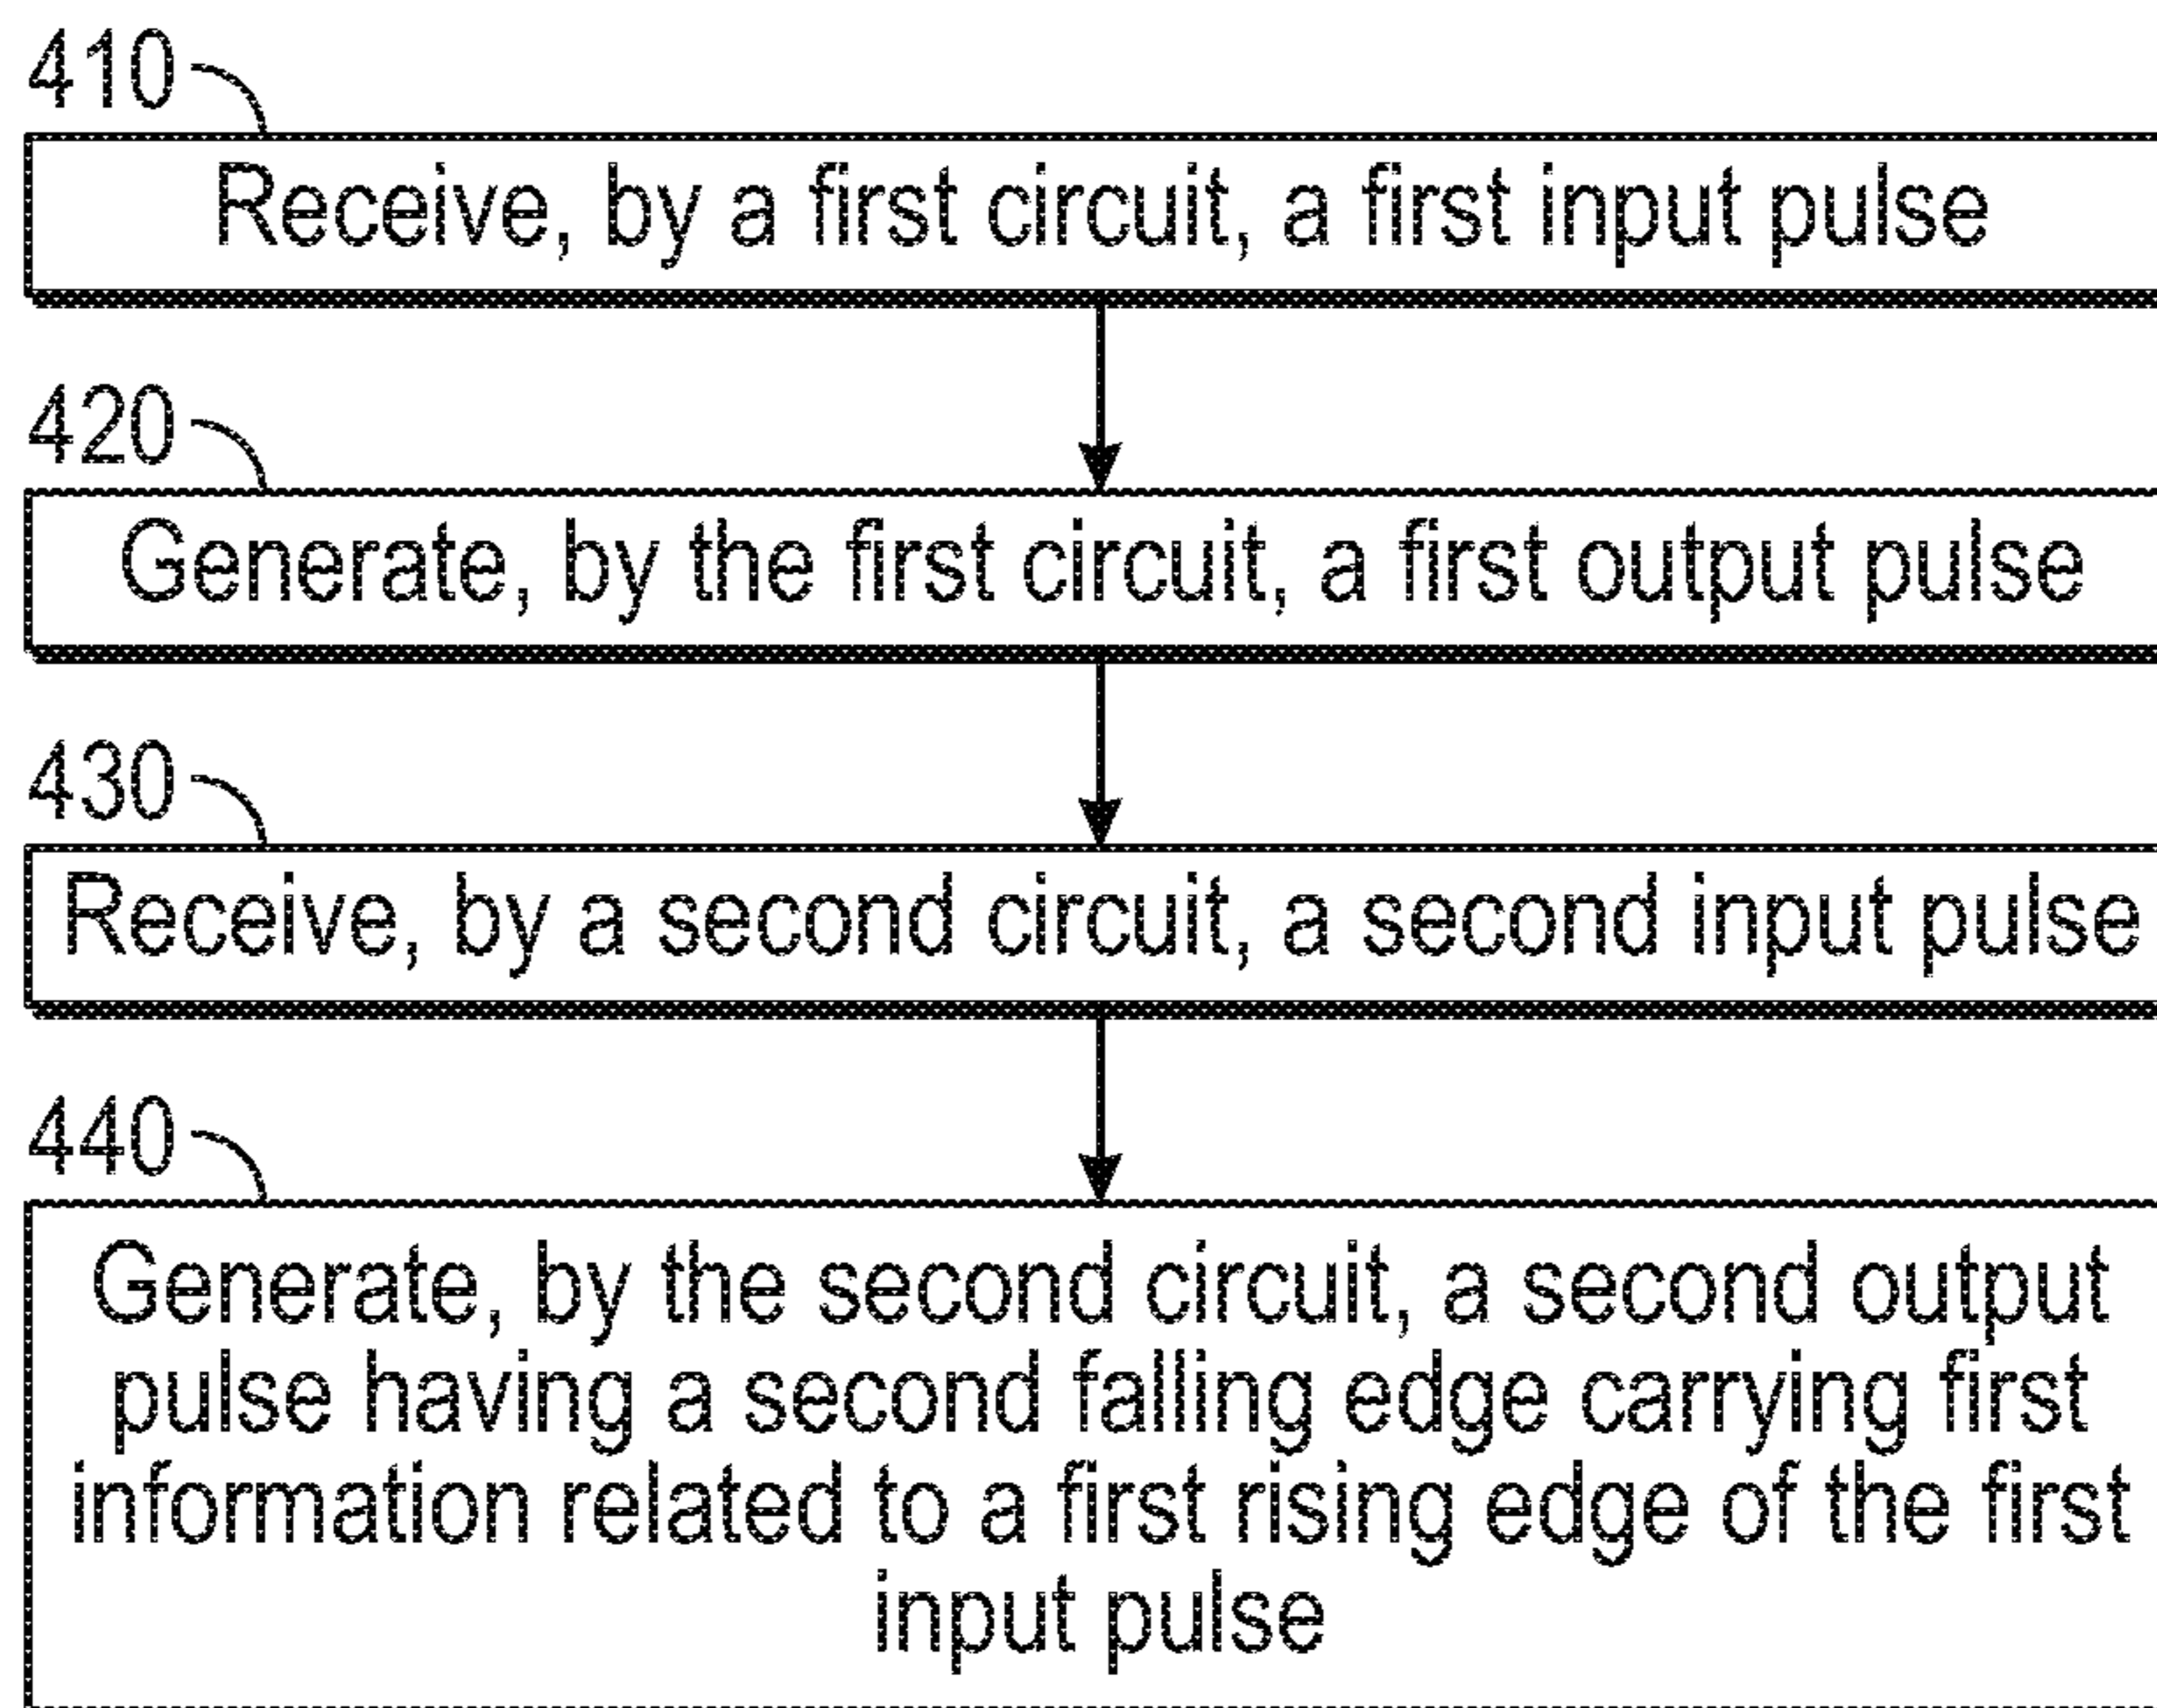 410
Receive, by a first circuit, a first input pulse
420
Generate, by the first circuit, a first output pulse
430
Receive, by a second circuit, a second input pulse
440
Generate, by the second circuit, a second output
pulse having a second falling edge carrying first
information related to a first rising edge of the first
input pulse